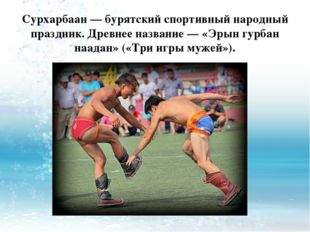 Сурхарбаан — бурятский спортивный народный
праздник. Древнее название — «Эрын гурбан
наадан» («Три игры мужей»).